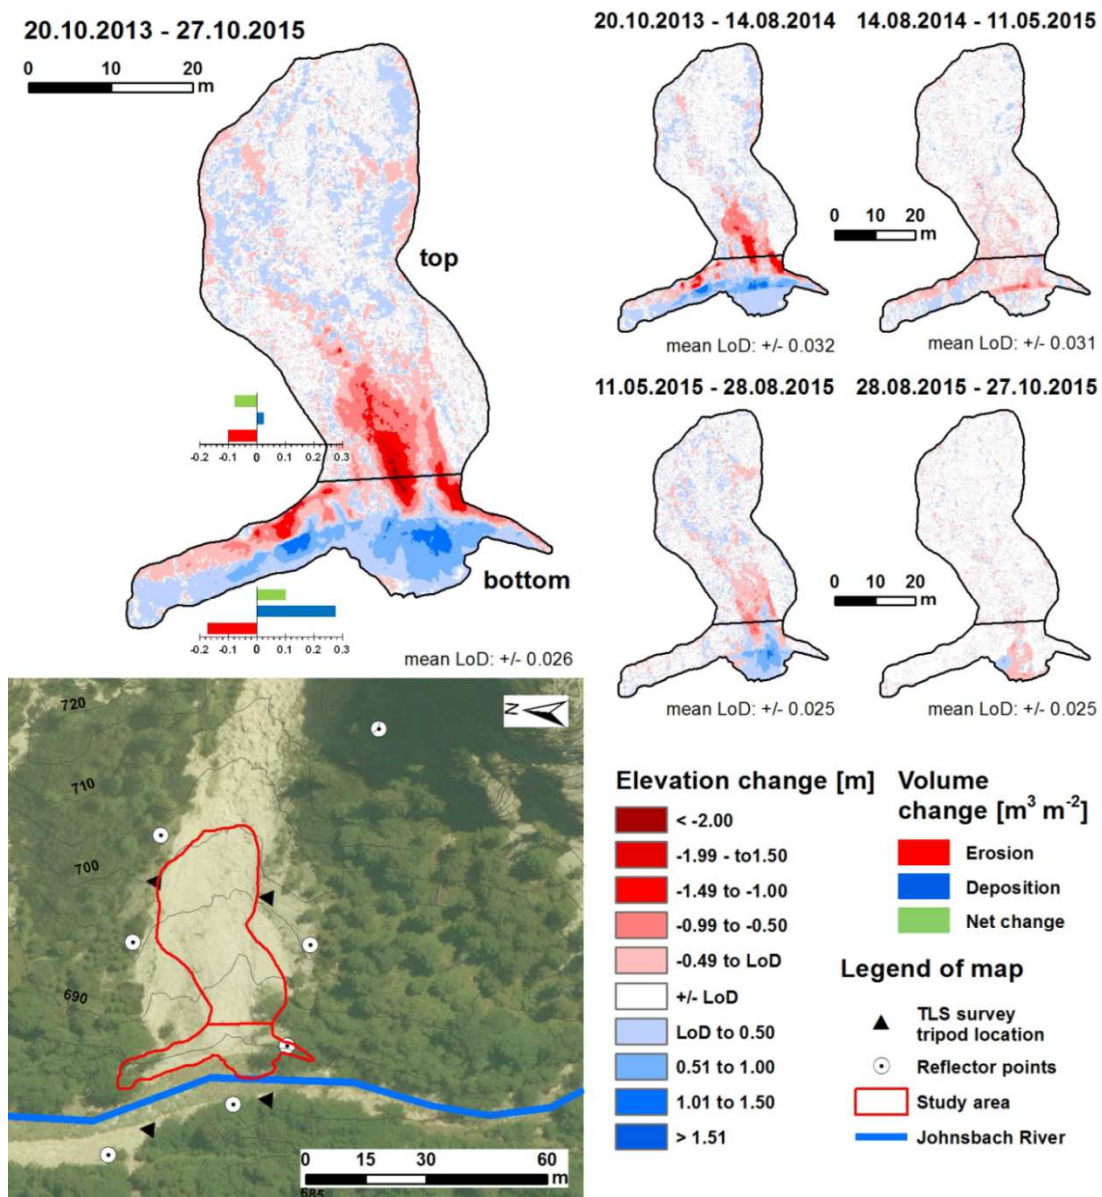 20.10.2013 - 27.10.2015
0 10 20
m
top
-0.2 -0.1 0 0.1 0.2 0.3
bottom
-0.2 -0.1 0 0.1 0.2 0.3
mean LoD: +/- 0.026
20.10.2013 - 14.08.2014
mean LoD: +/- 0.032
14.08.2014 - 11.05.2015
0 10 20
m
mean LoD: +/- 0.031
11.05.2015 - 28.08.2015
mean LoD: +/- 0.025
28.08.2015 - 27.10.2015
0 10 20
m
mean LoD: +/- 0.025
720
710
700
690
N
0 15 30 60
m
685
Elevation change [m]
< -2.00
-1.99 - to1.50
-1.49 to -1.00
-0.99 to -0.50
-0.49 to LoD
+/- LoD
LoD to 0.50
0.51 to 1.00
1.01 to 1.50
> 1.51
Volume
change [m³ m⁻²]
Erosion
Deposition
Net change
Legend of map
TLS survey
tripod location
Reflector points
Study area
Johnsbach River